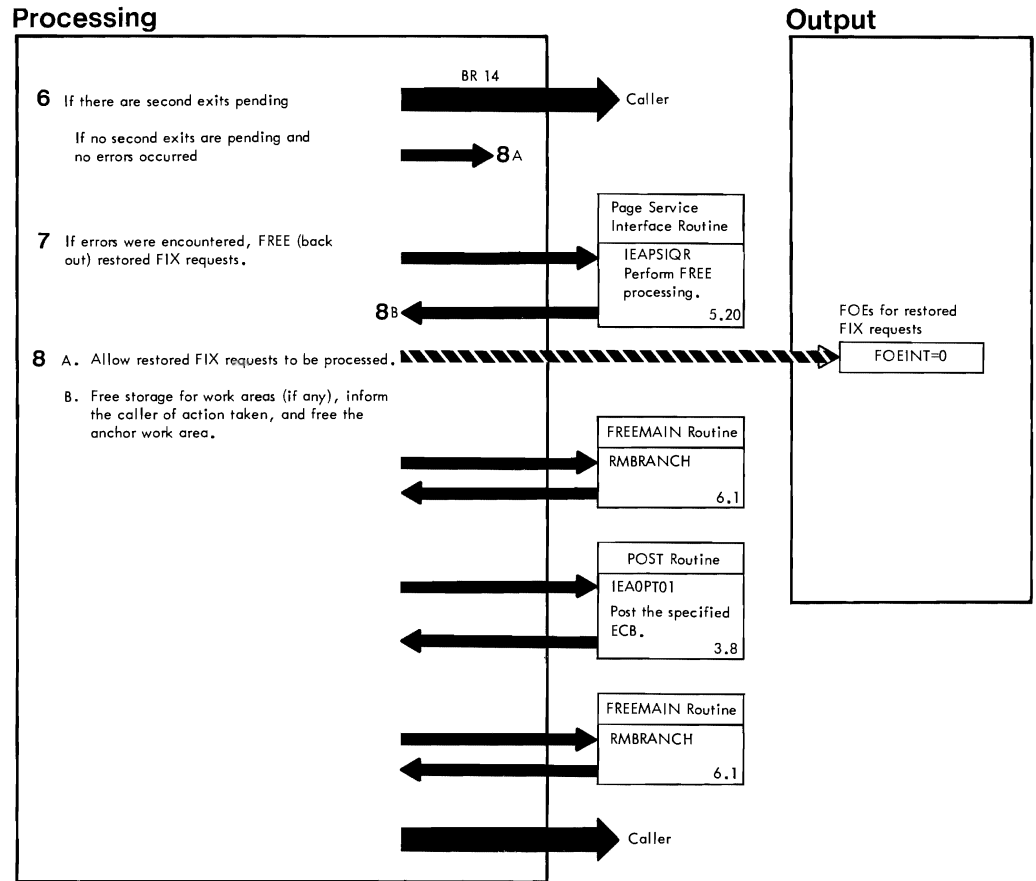 Processing
Output
BR 14
6 If there are second exits pending
Caller
If no second exits are pending and
no errors occurred
8A
Page Service
Interface Routine
7 If errors were encountered, FREE (back
out) restored FIX requests.
IEAPSIQR
Perform FREE
processing.
5.20
8B
FOEs for restored
FIX requests
FOEINT=0
8 A. Allow restored FIX requests to be processed.
B. Free storage for work areas (if any), inform
the caller of action taken, and free the
anchor work area.
FREEMAIN Routine
RMBRANCH
6.1
POST Routine
IEA0PT01
Post the specified
ECB.
3.8
FREEMAIN Routine
RMBRANCH
6.1
Caller